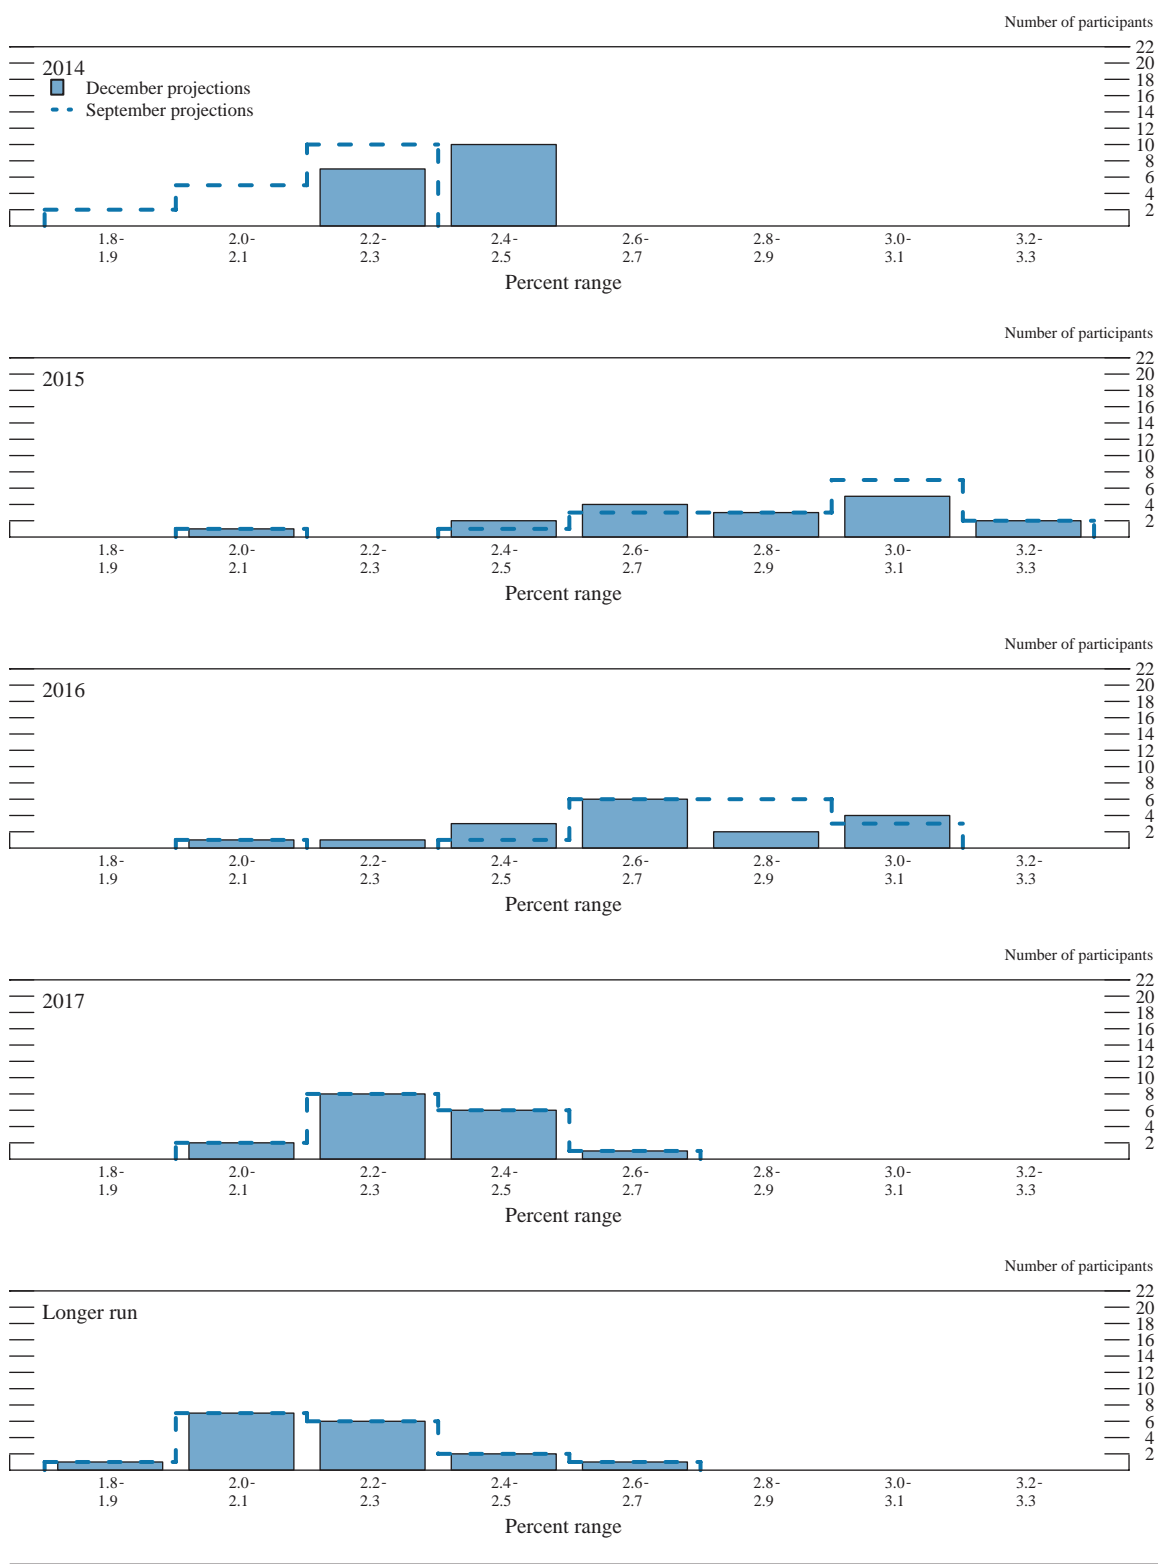 Number of participants
2014
December projections
September projections
22
20
18
16
14
12
10
8
6
4
2
1.8- 2.0- 2.2- 2.4- 2.6- 2.8- 3.0- 3.2-
1.9 2.1 2.3 2.5 2.7 2.9 3.1 3.3
Percent range
Number of participants
2015
22
20
18
16
14
12
10
8
6
4
2
1.8- 2.0- 2.2- 2.4- 2.6- 2.8- 3.0- 3.2-
1.9 2.1 2.3 2.5 2.7 2.9 3.1 3.3
Percent range
Number of participants
2016
22
20
18
16
14
12
10
8
6
4
2
1.8- 2.0- 2.2- 2.4- 2.6- 2.8- 3.0- 3.2-
1.9 2.1 2.3 2.5 2.7 2.9 3.1 3.3
Percent range
Number of participants
2017
22
20
18
16
14
12
10
8
6
4
2
1.8- 2.0- 2.2- 2.4- 2.6- 2.8- 3.0- 3.2-
1.9 2.1 2.3 2.5 2.7 2.9 3.1 3.3
Percent range
Number of participants
Longer run
22
20
18
16
14
12
10
8
6
4
2
1.8- 2.0- 2.2- 2.4- 2.6- 2.8- 3.0- 3.2-
1.9 2.1 2.3 2.5 2.7 2.9 3.1 3.3
Percent range